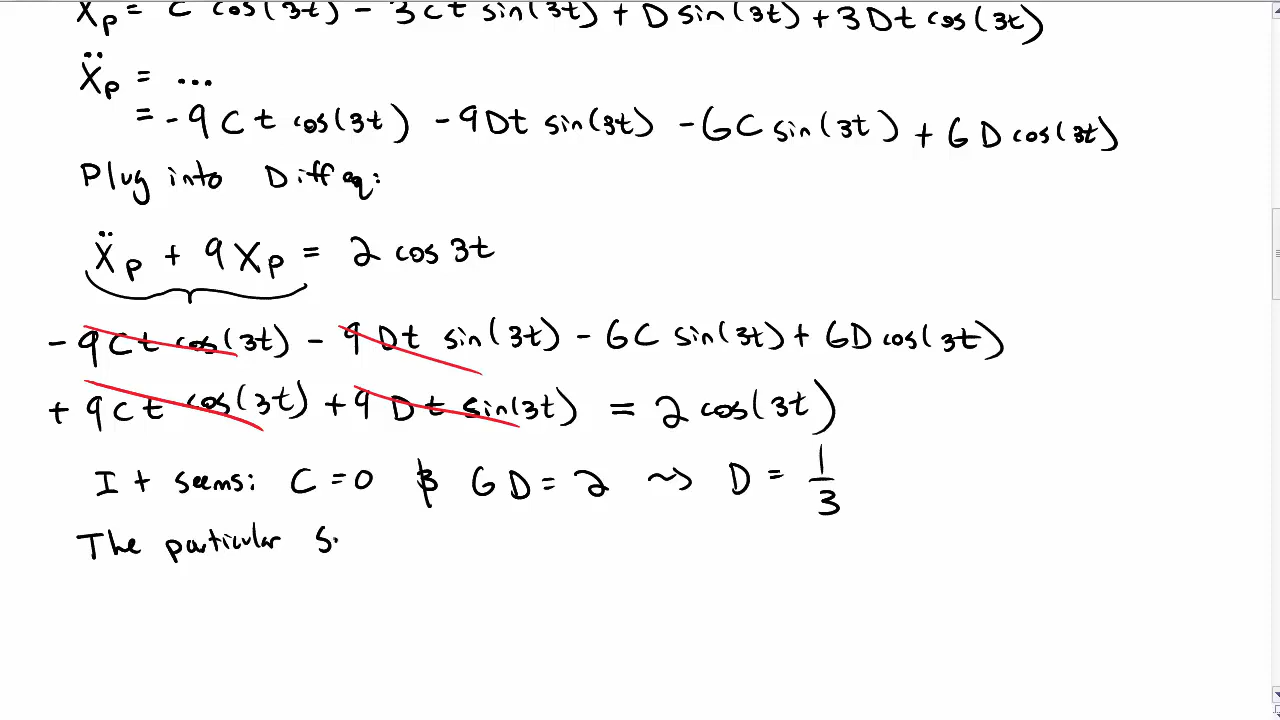 Xp = C cos(3t) - 3Ct sin(3t) + D sin(3t) + 3Dt cos(3t)
Ẍp = ...
= -9Ct cos(3t) - 9Dt sin(3t) - 6C sin(3t) + 6D cos(3t)
Plug into Diffeq:
Ẍp + 9Xp = 2 cos 3t
- 9Ct cos(3t) - 9Dt sin(3t) - 6C sin(3t) + 6D cos(3t)
+ 9Ct cos(3t) + 9Dt sin(3t) = 2 cos(3t)
It seems: C = 0 & 6D = 2 ⤳ D = 1/3
The particular S